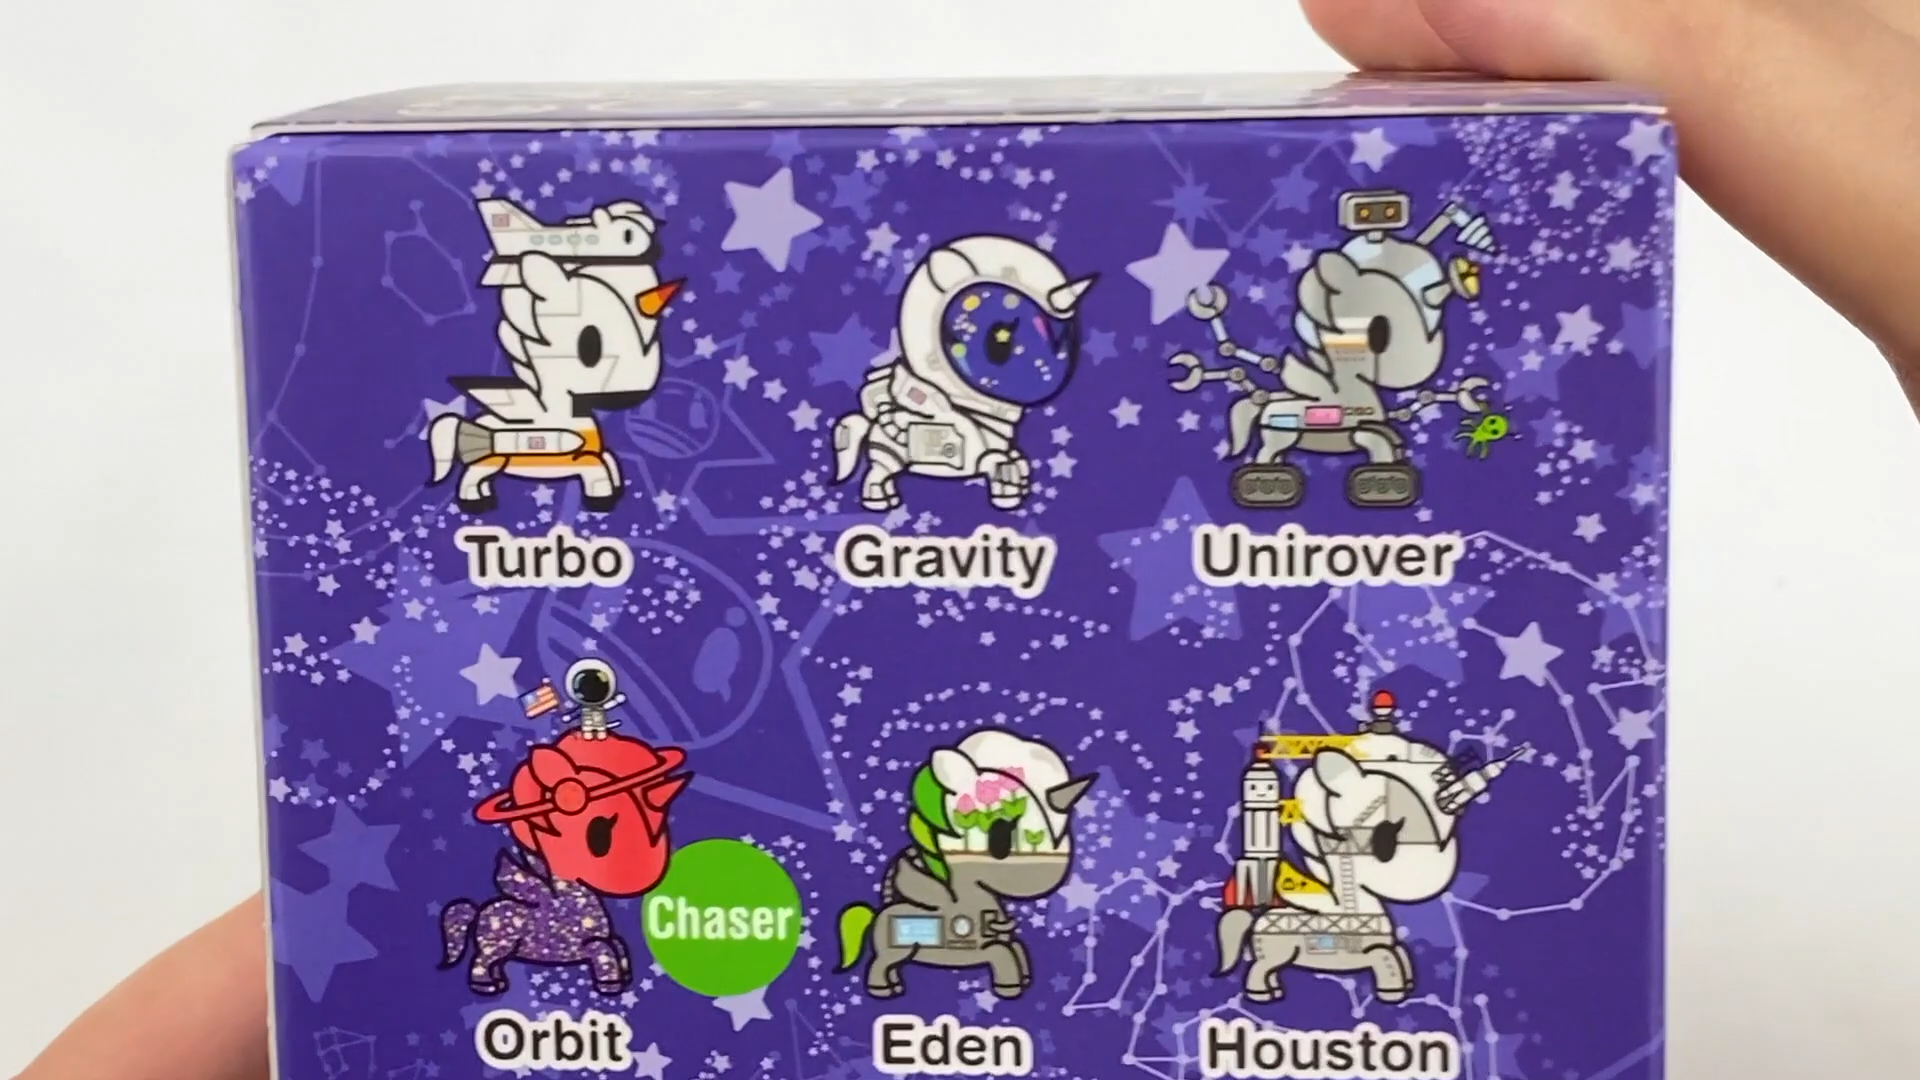 Turbo
Gravity
Unirover
Chaser
Orbit
Eden
Houston